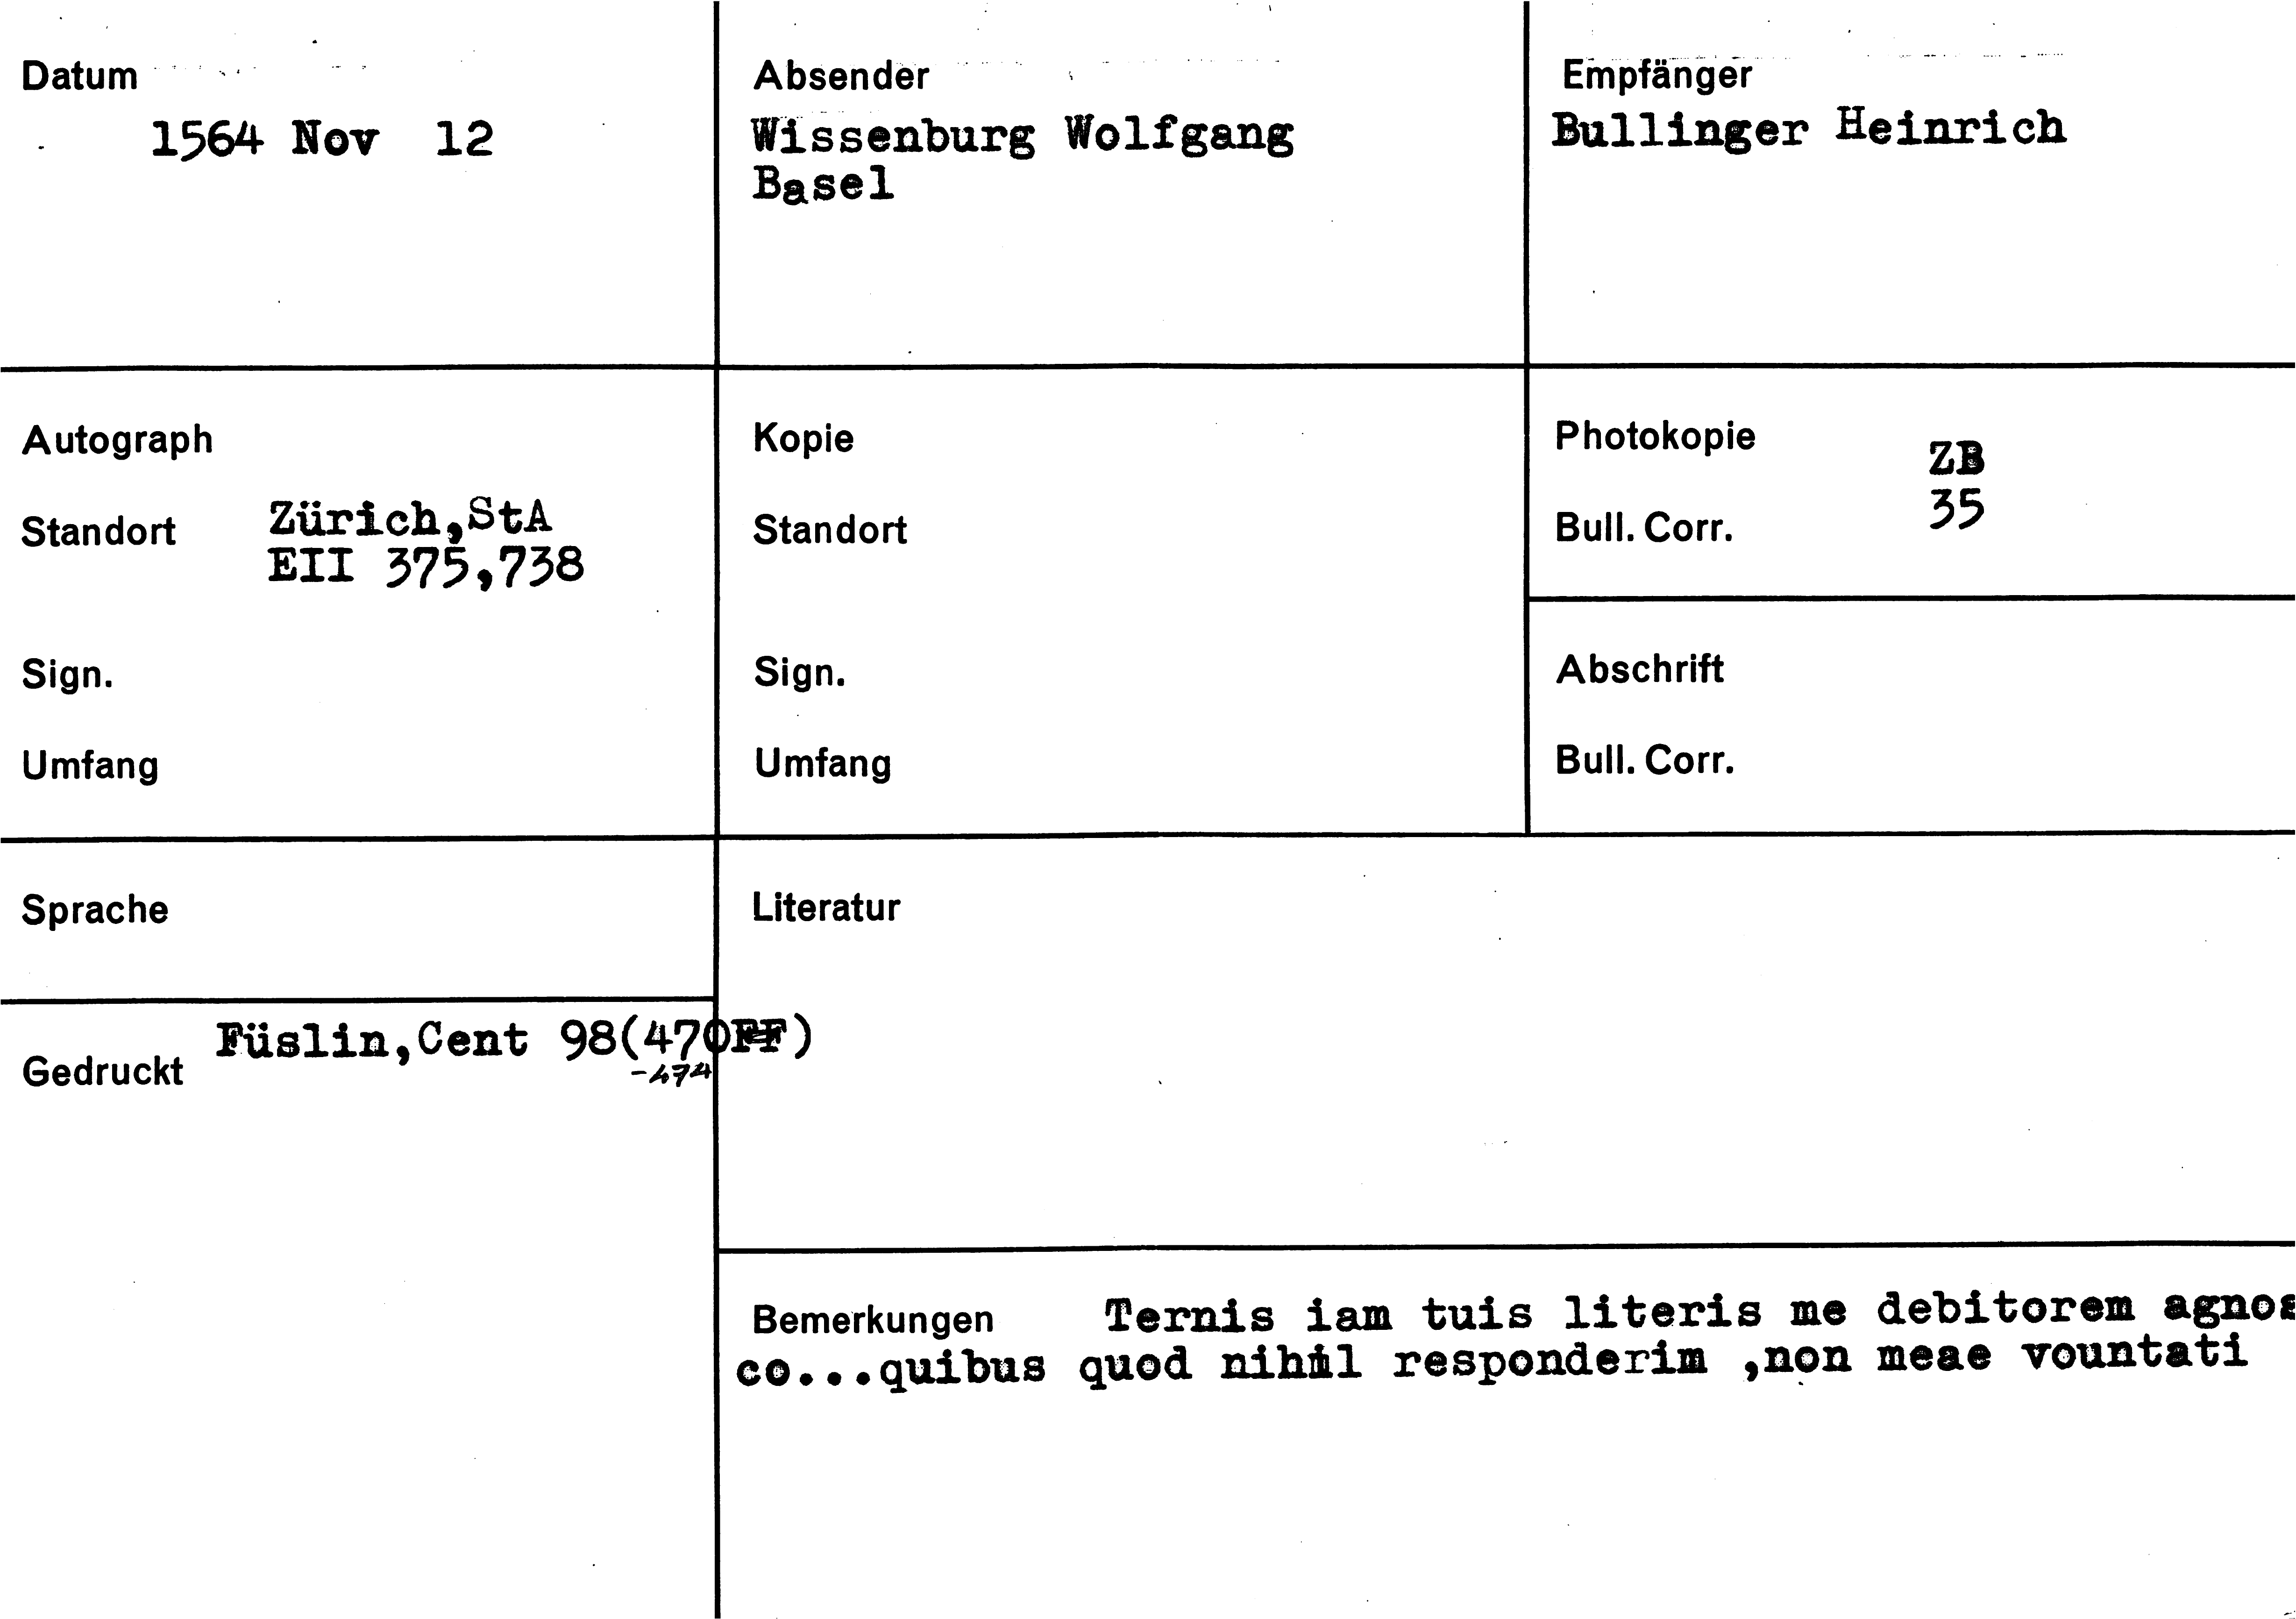 Datum
1564 Nov 12
Absender
Wissenburg Wolfgang
Basel
Empfänger
Bullinger Heinrich
Autograph
Standort Zürich,StA
EII 375,738
Sign.
Umfang
Kopie
Standort
Sign.
Umfang
Photokopie ZB
Bull. Corr. 35
Abschrift
Bull. Corr.
Sprache
Literatur
Füslin,Cent 98(470FF)
-474
Gedruckt
Bemerkungen Ternis iam tuis literis me debitorem agnos
co...quibus quod nihil responderim ,non meae vountati